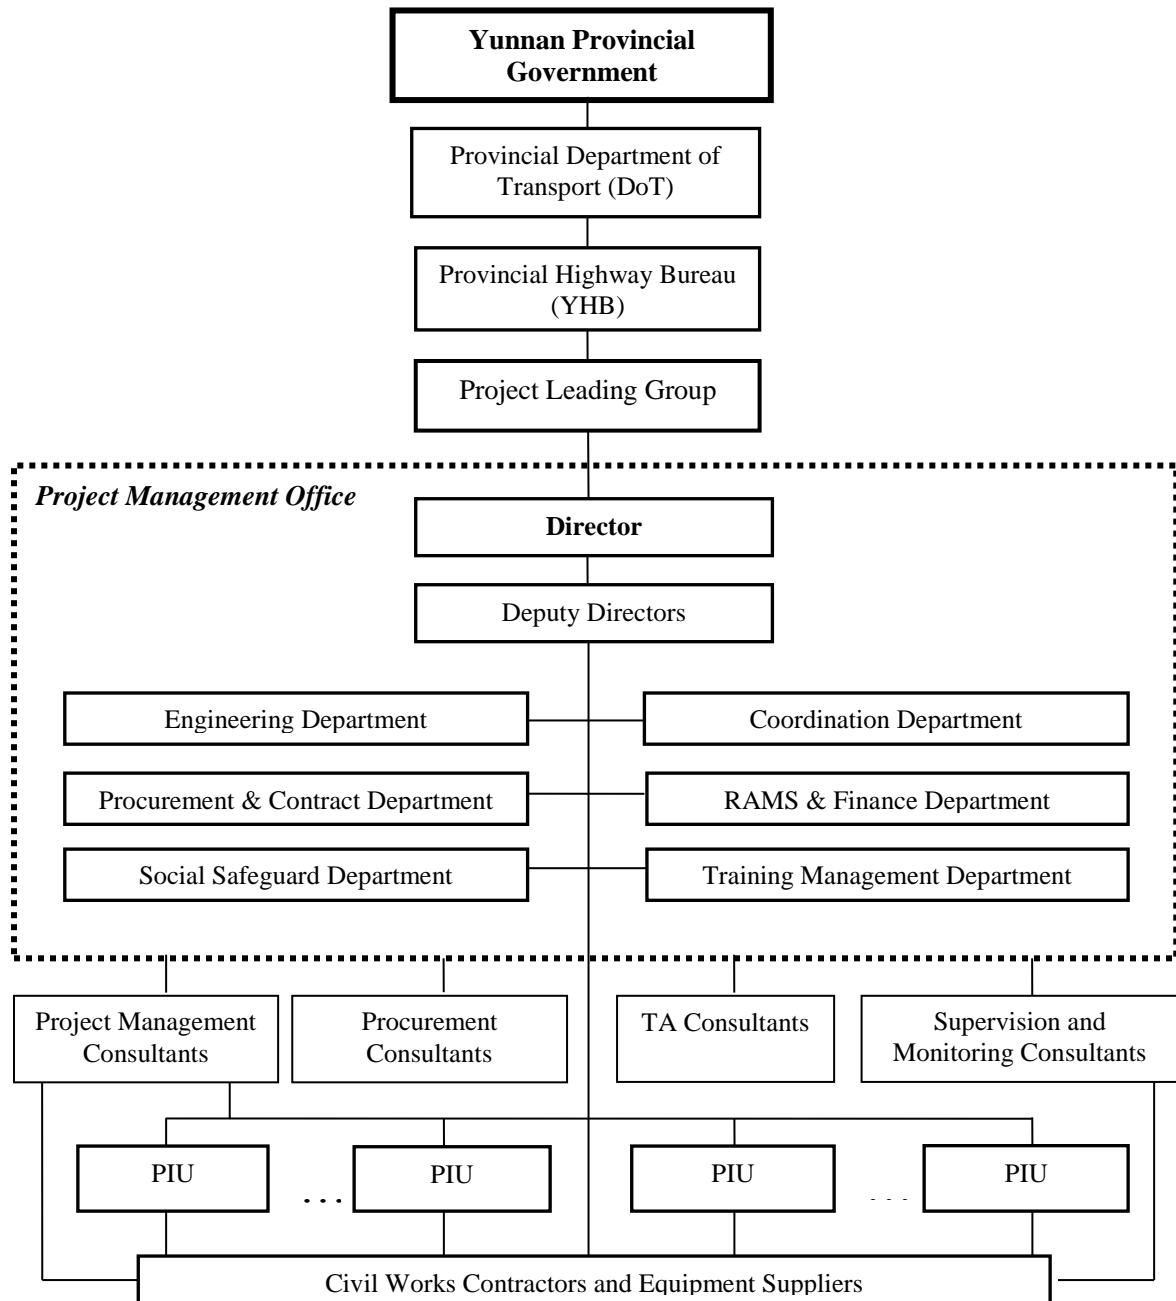 Yunnan Provincial
Government
Provincial Department of
Transport (DoT)
Provincial Highway Bureau
(YHB)
Project Leading Group
Project Management Office
Director
Deputy Directors
Engineering Department
Coordination Department
Procurement & Contract Department
RAMS & Finance Department
Social Safeguard Department
Training Management Department
Project Management
Consultants
Procurement
Consultants
TA Consultants
Supervision and
Monitoring Consultants
PIU
. . .
PIU
PIU
. . .
PIU
Civil Works Contractors and Equipment Suppliers